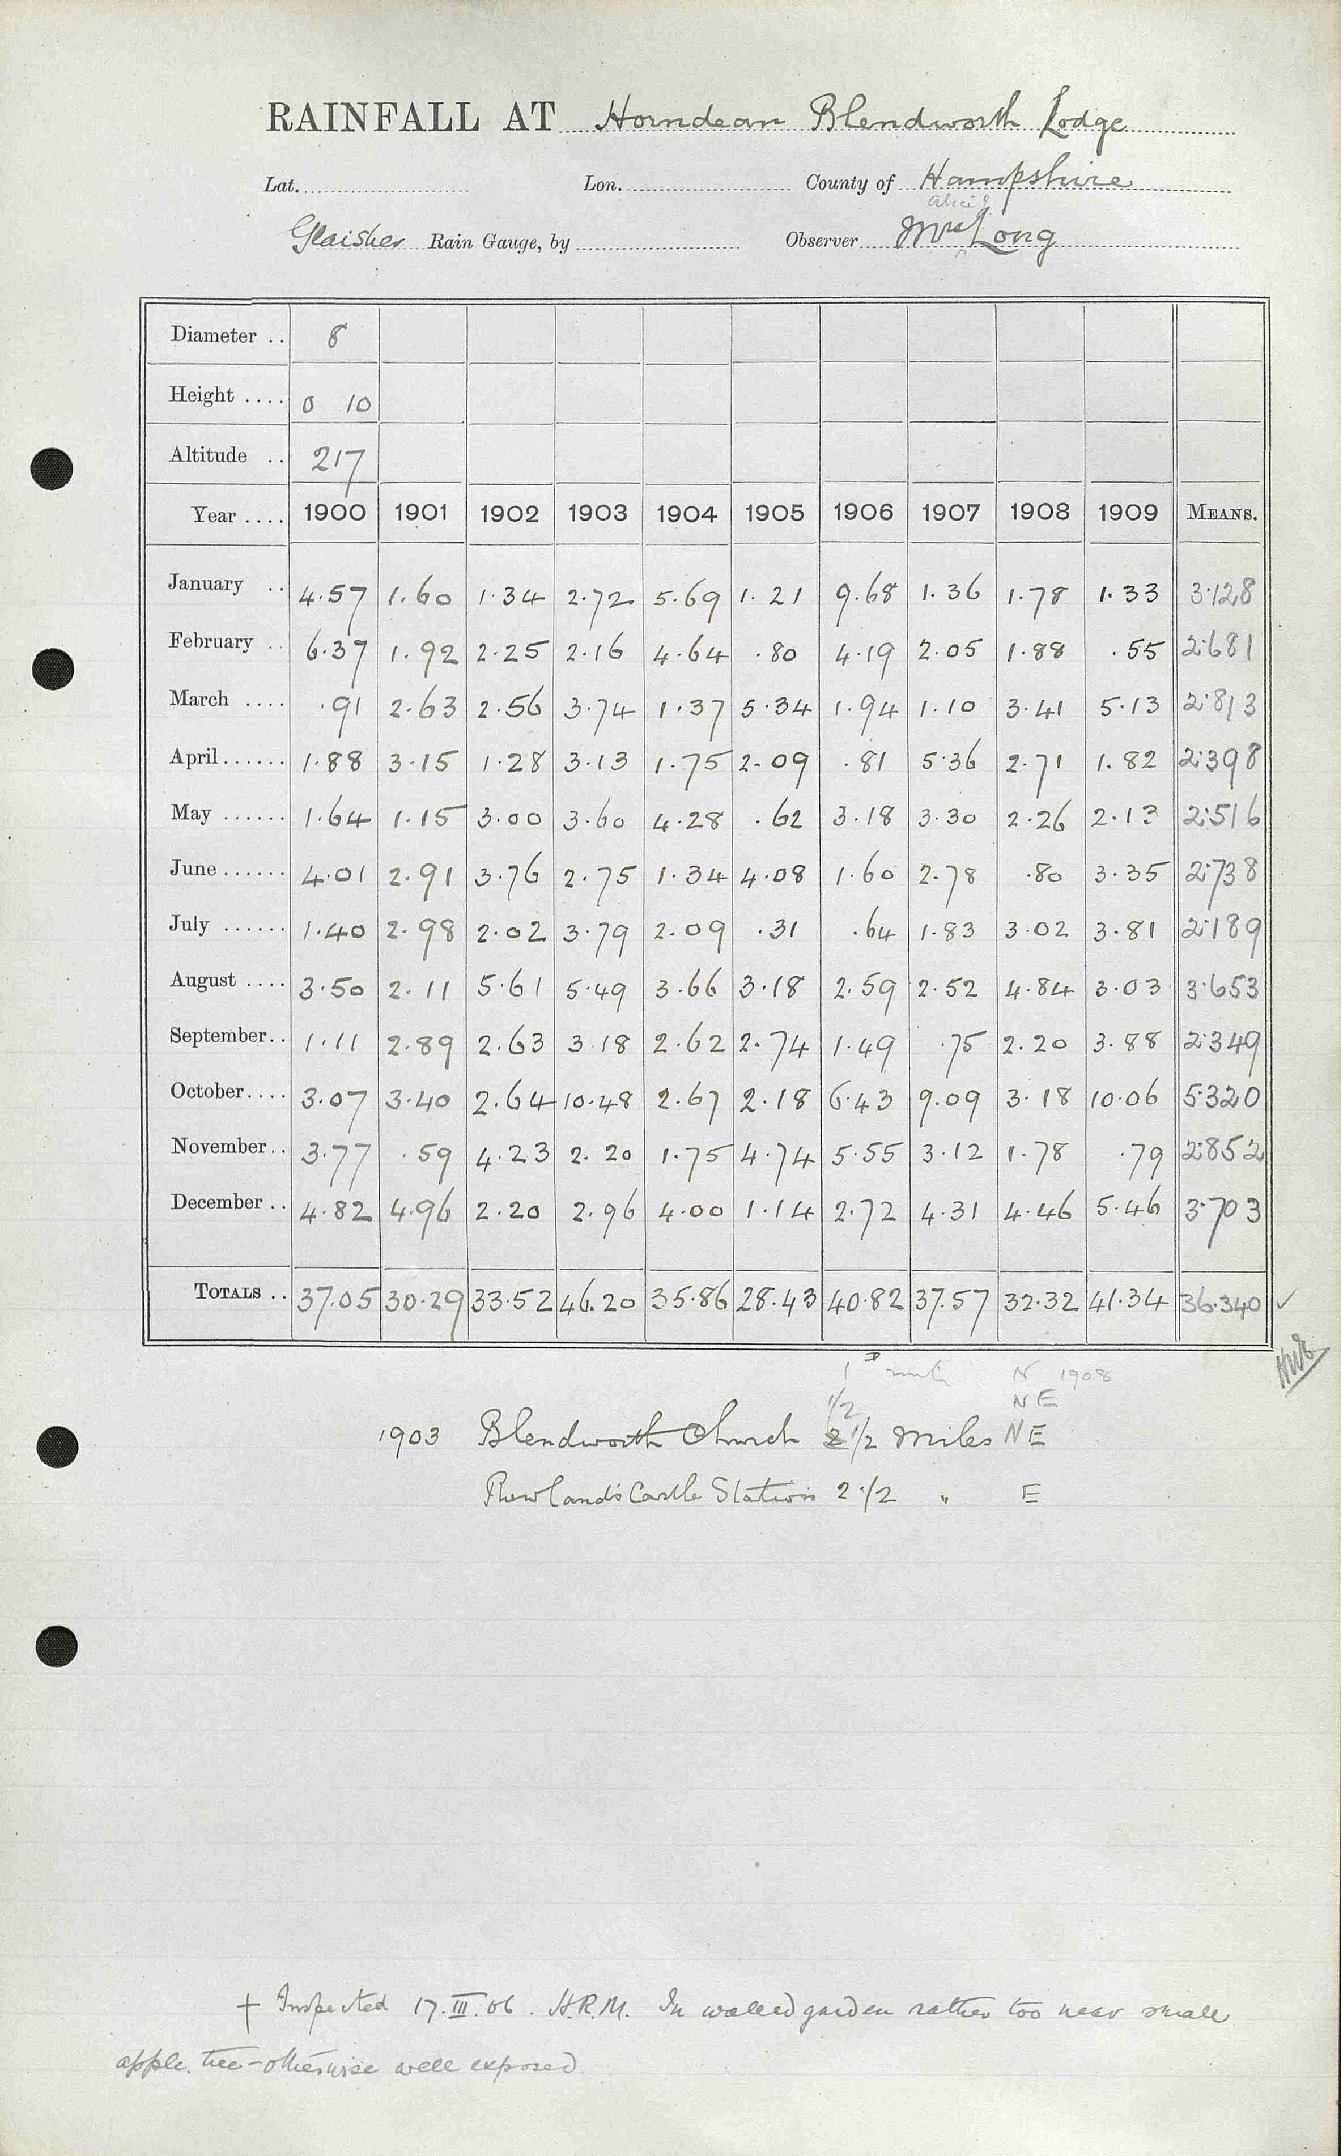 RAINFALL AT Horndean Blendworth Lodge
Lat. Lon. County of Hampshire
Glaisher Rain Gauge, by Observer Mrs Long
Diameter .. 8
Height .... 0 10
Altitude .. 217
Year .... 1900 1901 1902 1903 1904 1905 1906 1907 1908 1909 MEANS.
January .. 4.57 1.60 1.34 2.72 5.69 1.21 9.68 1.36 1.78 1.33 3.128
February .. 6.37 1.92 2.25 2.16 4.64 .80 4.19 2.05 1.88 .55 2.681
March .... .91 2.63 2.56 3.74 1.37 5.34 1.94 1.10 3.41 5.13 2.813
April ...... 1.88 3.15 1.28 3.13 1.75 2.09 .81 5.36 2.71 1.82 2.398
May ...... 1.64 1.15 3.00 3.60 4.28 .62 3.18 3.30 2.26 2.13 2.516
June ...... 4.01 2.91 3.76 2.75 1.34 4.08 1.60 2.78 .80 3.35 2.738
July ...... 1.40 2.98 2.02 3.79 2.09 .31 .64 1.83 3.02 3.81 2.189
August .... 3.50 2.11 5.61 5.49 3.66 3.18 2.59 2.52 4.84 3.03 3.653
September .. 1.11 2.89 2.63 3.18 2.62 2.74 1.49 .75 2.20 3.88 2.349
October .... 3.07 3.40 2.64 10.48 2.67 2.18 6.43 9.09 3.18 10.06 5.320
November .. 3.77 .59 4.23 2.20 1.75 4.74 5.55 3.12 1.78 .79 2.852
December .. 4.82 4.96 2.20 2.96 4.00 1.14 2.72 4.31 4.46 5.46 3.703
TOTALS .. 37.05 30.29 33.52 46.20 35.86 28.43 40.82 37.57 32.32 41.34 36.340 ✓
1 mile N 1908
1/2 NE
1903 Blendworth Church 2 1/2 Miles NE
Rowland's Castle Station 2 1/2 " E
† Inspected 17.III.06. H.R.M. In walled garden rather too near small
apple tree - otherwise well exposed